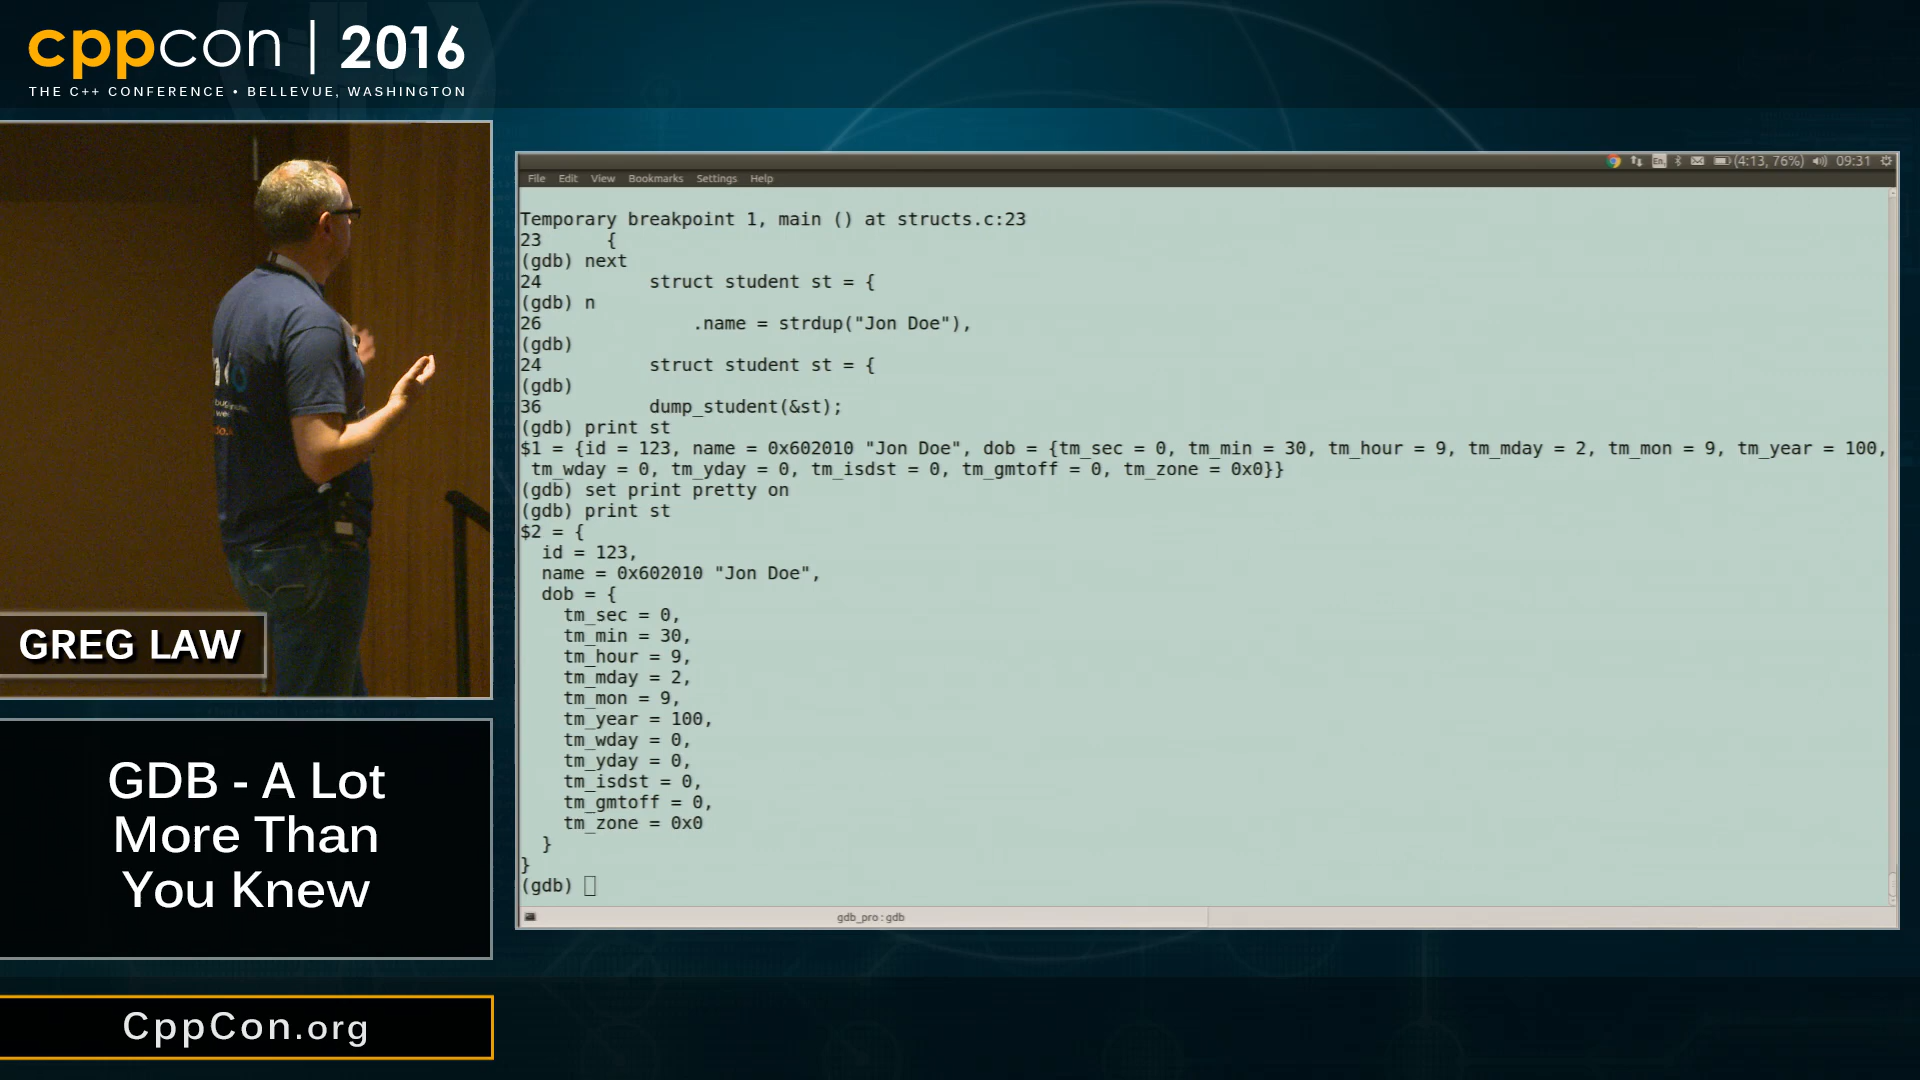 cppcon | 2016
THE C++ CONFERENCE • BELLEVUE, WASHINGTON
GREG LAW
GDB - A Lot
More Than
You Knew
CppCon.org
(4:13, 76%) 09:31
File Edit View Bookmarks Settings Help
Temporary breakpoint 1, main () at structs.c:23
23      {
(gdb) next
24          struct student st = {
(gdb) n
26              .name = strdup("Jon Doe"),
(gdb)
24          struct student st = {
(gdb)
36          dump_student(&st);
(gdb) print st
$1 = {id = 123, name = 0x602010 "Jon Doe", dob = {tm_sec = 0, tm_min = 30, tm_hour = 9, tm_mday = 2, tm_mon = 9, tm_year = 100,
 tm_wday = 0, tm_yday = 0, tm_isdst = 0, tm_gmtoff = 0, tm_zone = 0x0}}
(gdb) set print pretty on
(gdb) print st
$2 = {
  id = 123,
  name = 0x602010 "Jon Doe",
  dob = {
    tm_sec = 0,
    tm_min = 30,
    tm_hour = 9,
    tm_mday = 2,
    tm_mon = 9,
    tm_year = 100,
    tm_wday = 0,
    tm_yday = 0,
    tm_isdst = 0,
    tm_gmtoff = 0,
    tm_zone = 0x0
  }
}
(gdb)
gdb_pro : gdb